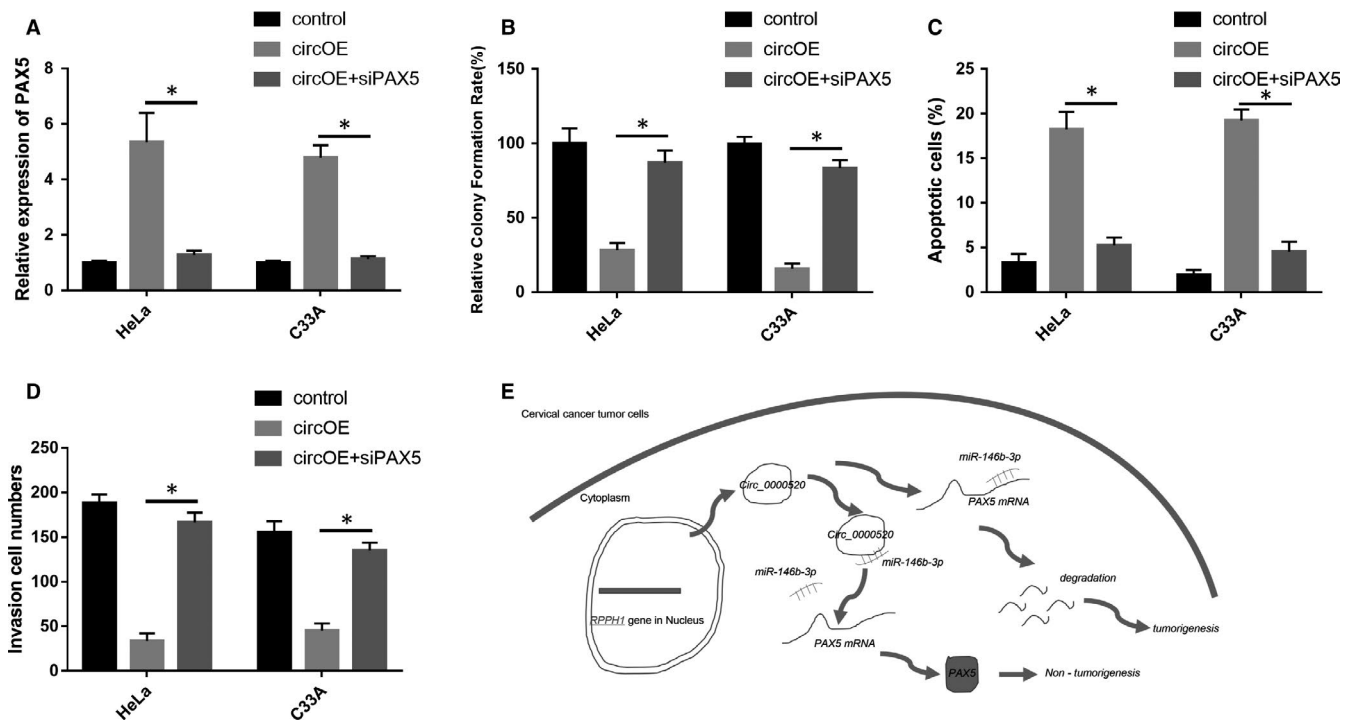 A
control
circOE
circOE+siPAX5
Relative expression of PAX5
8
6
4
2
0
*
*
HeLa
C33A
B
control
circOE
circOE+siPAX5
Relative Colony Formation Rate(%)
150
100
50
0
*
*
HeLa
C33A
C
control
circOE
circOE+siPAX5
Apoptotic cells (%)
25
20
15
10
5
0
*
*
HeLa
C33A
D
control
circOE
circOE+siPAX5
Invasion cell numbers
250
200
150
100
50
0
*
*
HeLa
C33A
E
Cervical cancer tumor cells
Cytoplasm
RPPH1 gene in Nucleus
Circ_0000520
Circ_0000520
miR-146b-3p
miR-146b-3p
PAX5 mRNA
miR-146b-3p
PAX5 mRNA
degradation
tumorigenesis
PAX5
Non - tumorigenesis